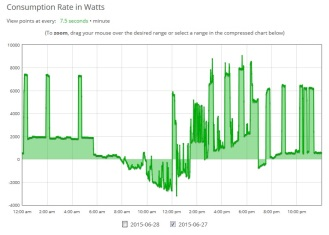 Consumption Rate in Watts
View points at every: 7.5 seconds • minute
(To zoom, drag your mouse over the desired range or select a range in the compressed chart below)
10000
8000
6000
4000
2000
0
-2000
-4000
12:00 am 2:00 am 4:00 am 6:00 am 8:00 am 10:00 am 12:00 pm 2:00 pm 4:00 pm 6:00 pm 8:00 pm 10:00 pm
2015-06-28 2015-06-27